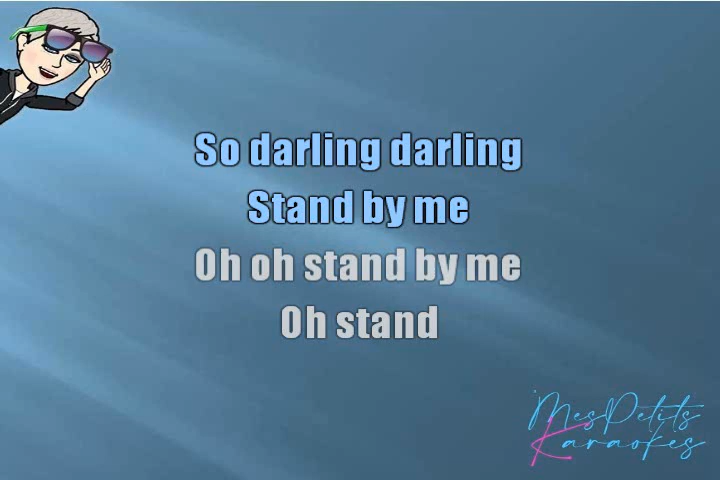 So darling darling
Stand by me
Oh oh stand by me
Oh stand
MesPetits
Karaokes